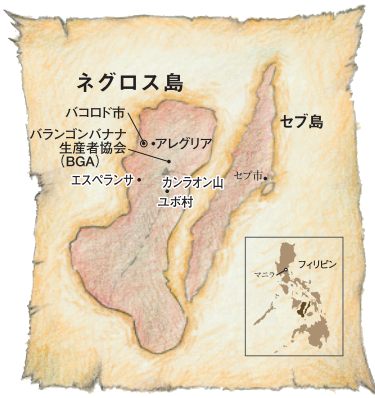 ネグロス島
バコロド市
アレグリア
バランゴンバナナ
生産者協会
(BGA)
エスペランサ
カンラオン山
ユボ村
セブ島
セブ市
フィリピン
マニラ